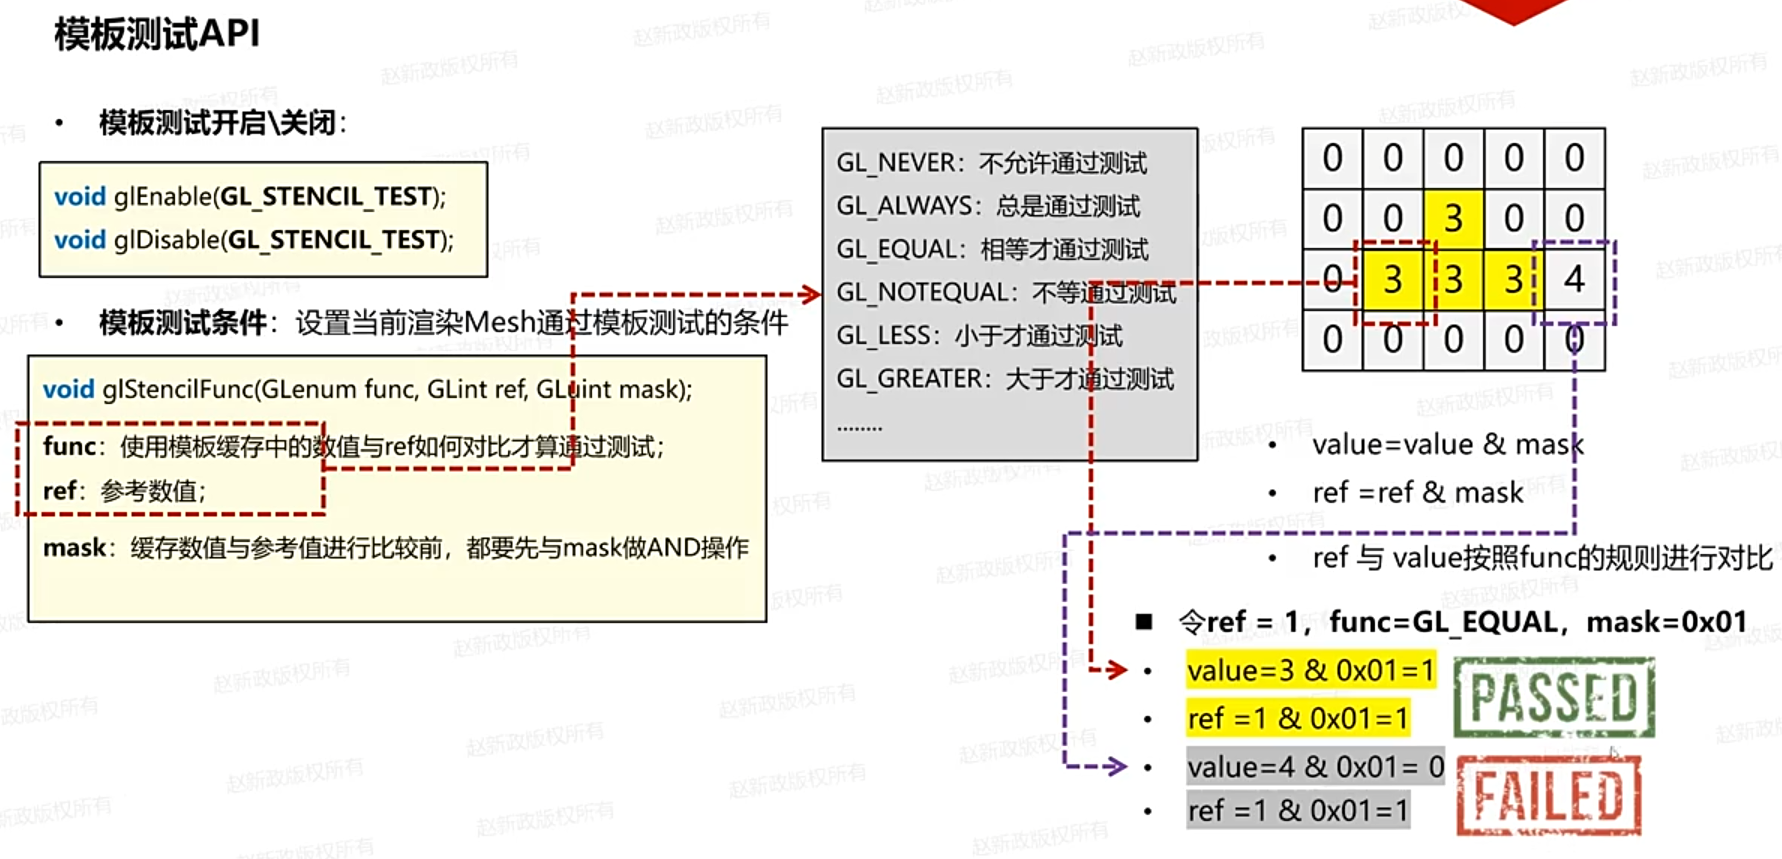 模板测试API
• 模板测试开启\关闭：
void glEnable(GL_STENCIL_TEST);
void glDisable(GL_STENCIL_TEST);
• 模板测试条件：设置当前渲染Mesh通过模板测试的条件
void glStencilFunc(GLenum func, GLint ref, GLuint mask);
func：使用模板缓存中的数值与ref如何对比才算通过测试；
ref：参考数值；
mask：缓存数值与参考值进行比较前，都要先与mask做AND操作
GL_NEVER：不允许通过测试
GL_ALWAYS：总是通过测试
GL_EQUAL：相等才通过测试
GL_NOTEQUAL：不等通过测试
GL_LESS：小于才通过测试
GL_GREATER：大于才通过测试
........
0 0 0 0 0
0 0 3 0 0
0 3 3 3 4
0 0 0 0 0
• value=value & mask
• ref =ref & mask
• ref 与 value按照func的规则进行对比
■ 令ref = 1，func=GL_EQUAL，mask=0x01
• value=3 & 0x01=1
• ref =1 & 0x01=1
PASSED
• value=4 & 0x01= 0
• ref =1 & 0x01=1
FAILED
赵新政版权所有